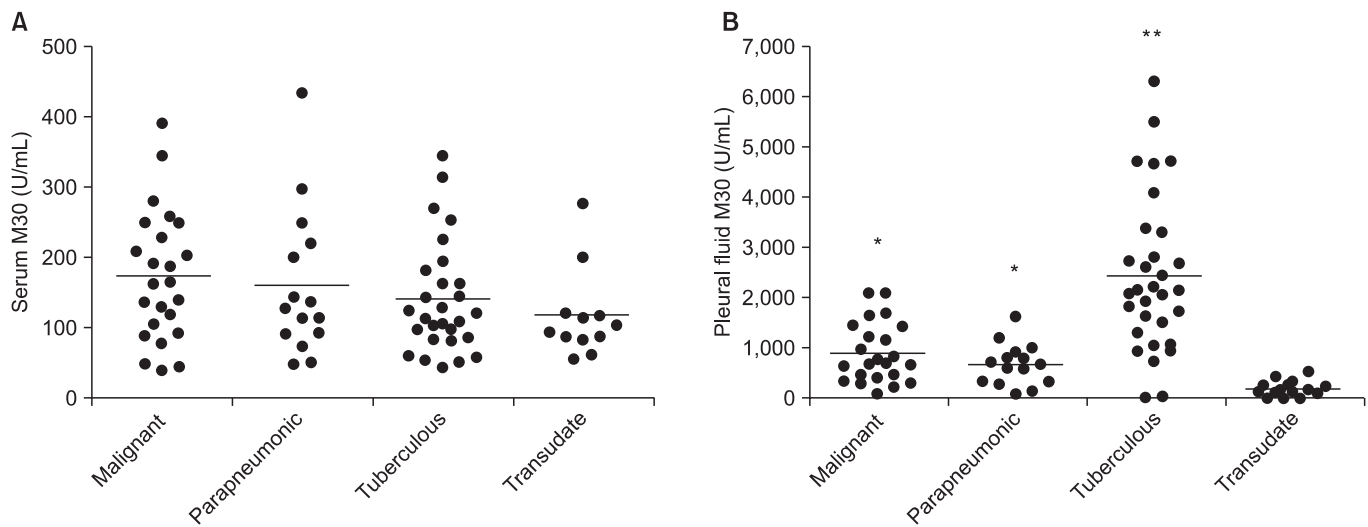 A
500
400
300
200
100
0
Serum M30 (U/mL)
Malignant
Parapneumonic
Tuberculous
Transudate
B
7,000
6,000
5,000
4,000
3,000
2,000
1,000
0
Pleural fluid M30 (U/mL)
*
*
**
Malignant
Parapneumonic
Tuberculous
Transudate